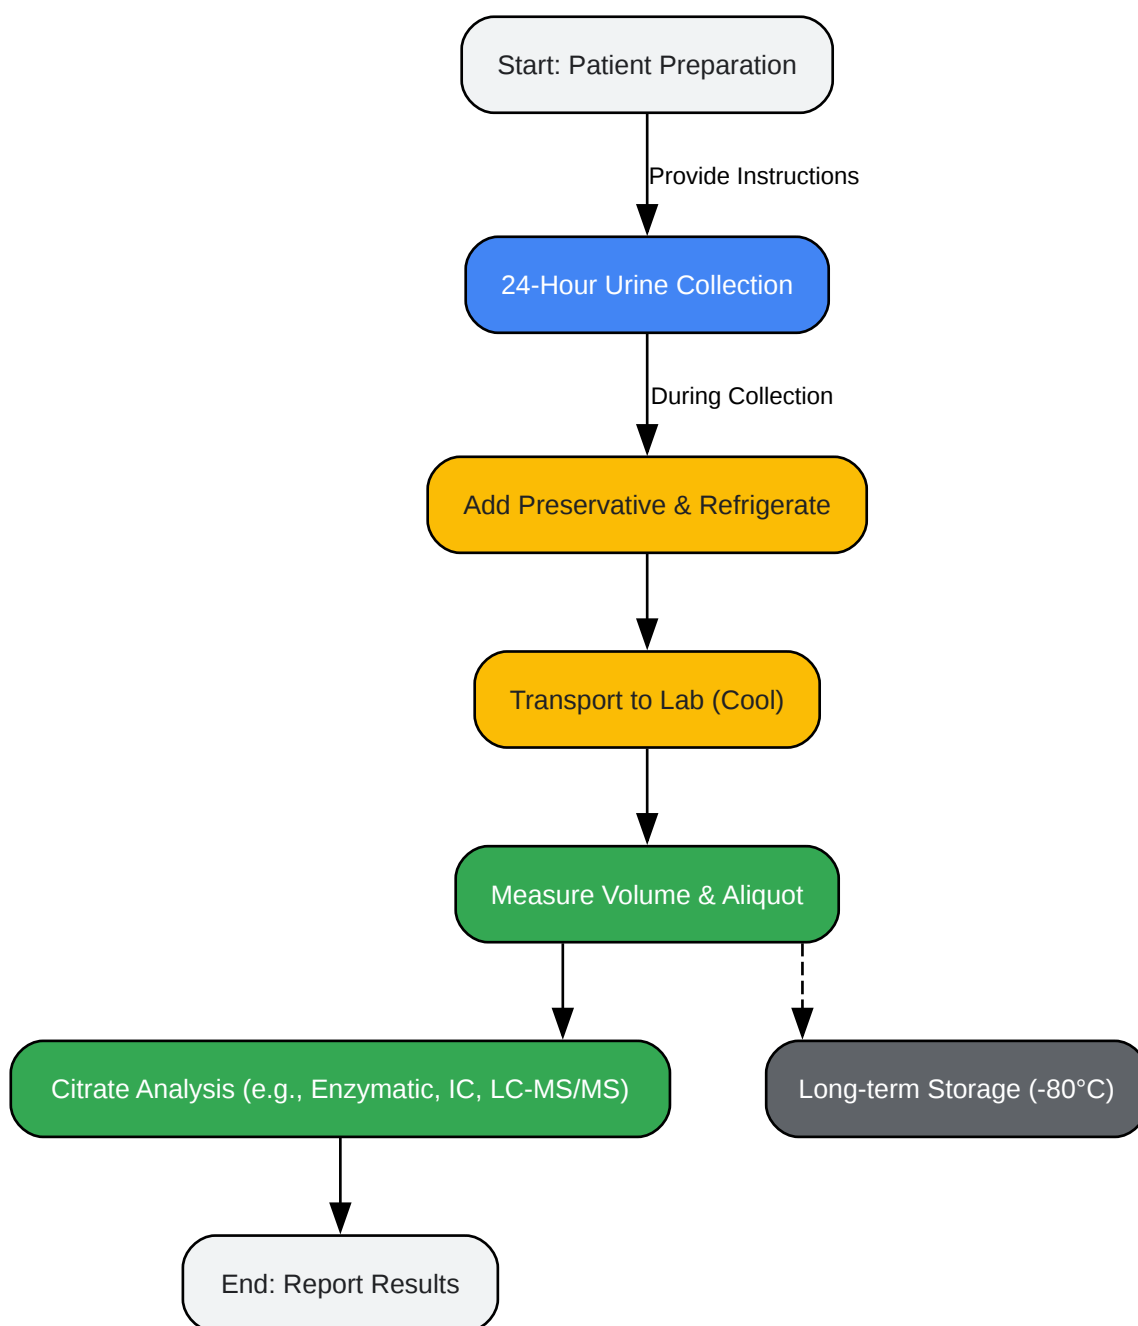 Start: Patient Preparation
Provide Instructions
24-Hour Urine Collection
During Collection
Add Preservative & Refrigerate
Transport to Lab (Cool)
Measure Volume & Aliquot
Citrate Analysis (e.g., Enzymatic, IC, LC-MS/MS)
Long-term Storage (-80°C)
End: Report Results